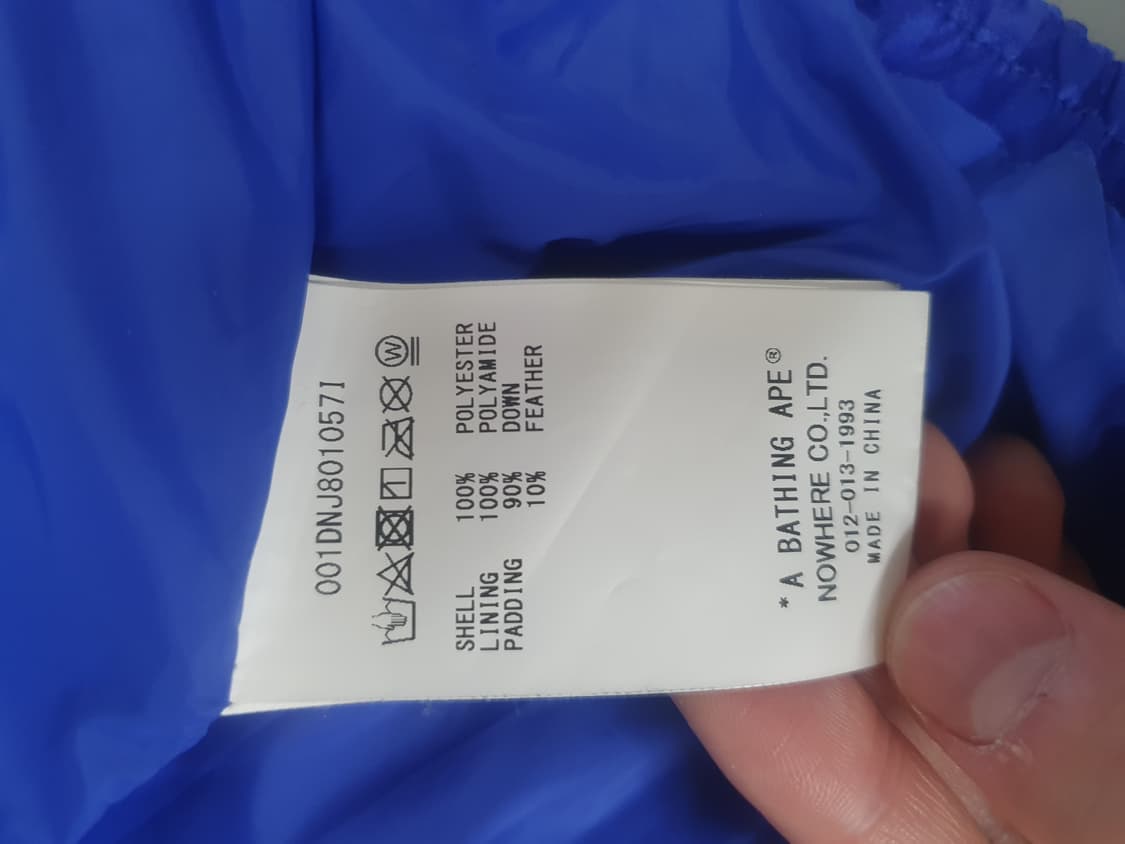 001DNJ801057I
W
SHELL 100% POLYESTER
LINING 100% POLYAMIDE
PADDING 90% DOWN
10% FEATHER
*A BATHING APE®
NOWHERE CO.,LTD.
012-013-1993
MADE IN CHINA